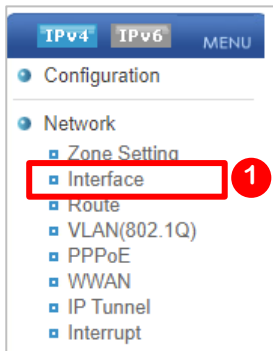 IPv4 IPv6 MENU
Configuration
Network
Zone Setting
Interface
1
Route
VLAN(802.1Q)
PPPoE
WWAN
IP Tunnel
Interrupt